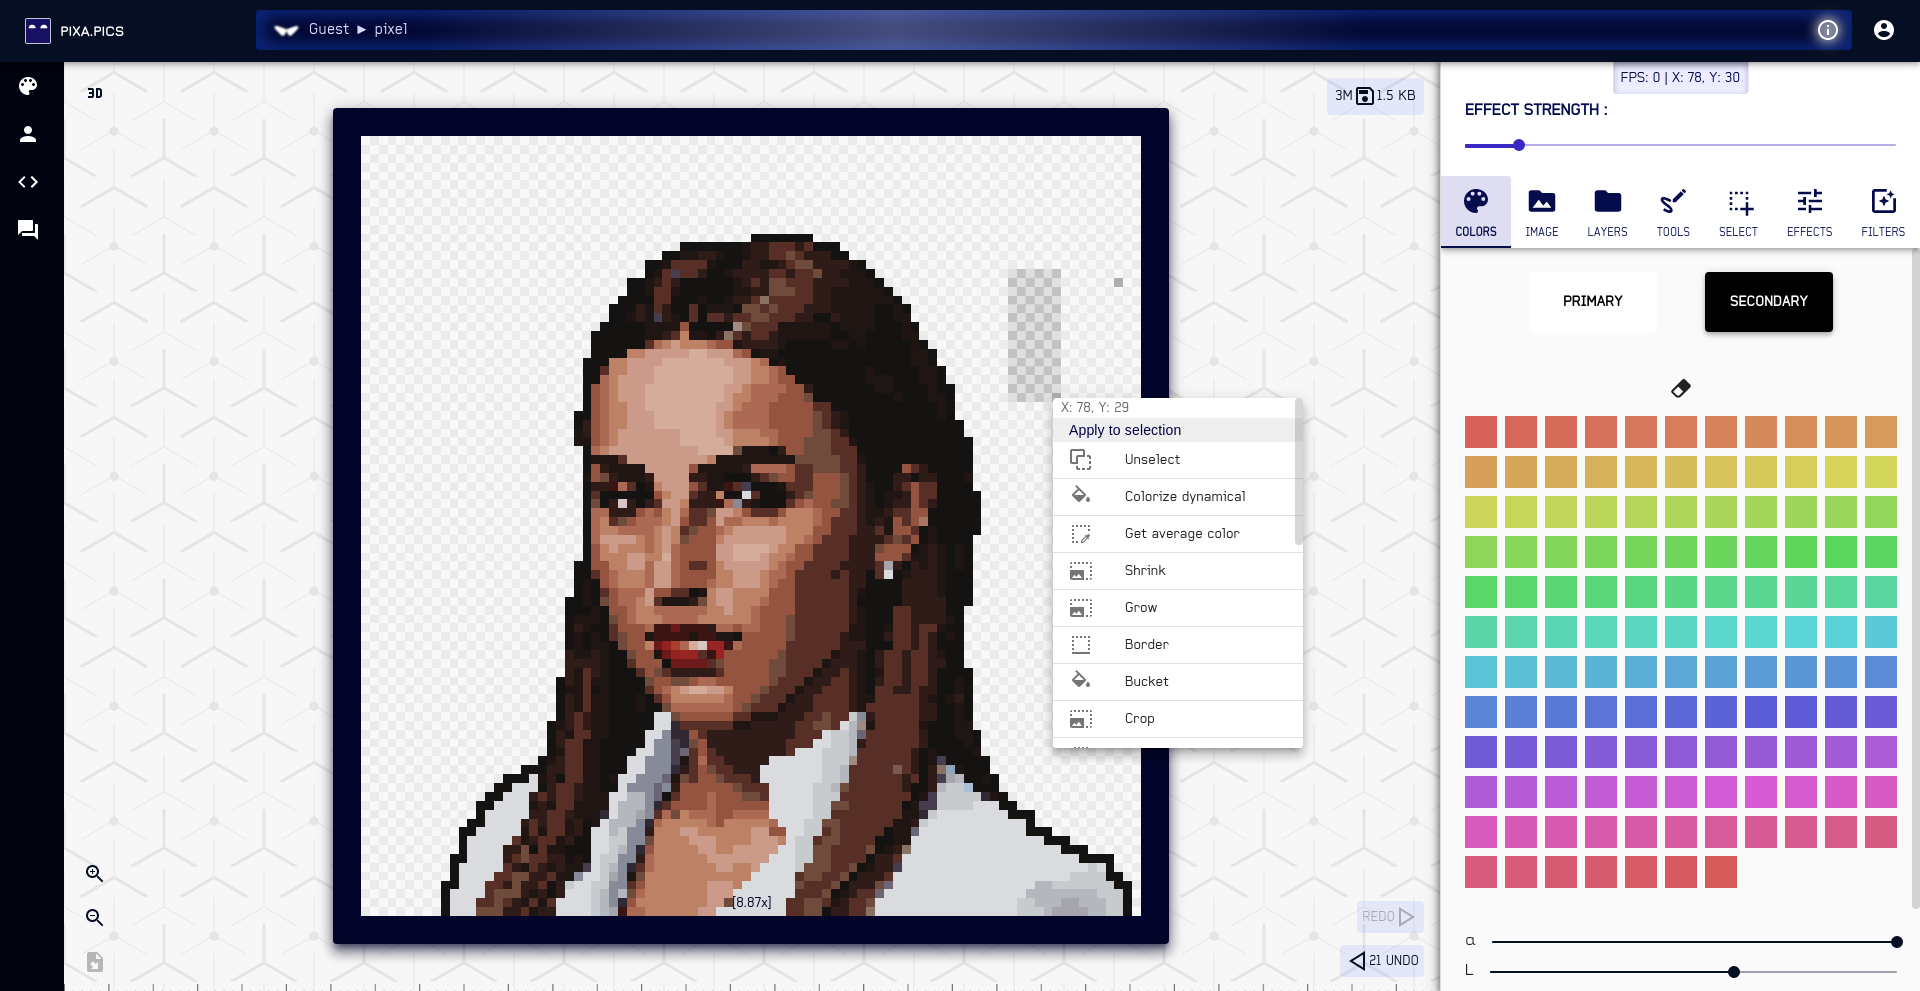 PIXA.PICS
Guest ► pixel
3D
3M 1.5 KB
FPS: 0 | X: 78, Y: 30
EFFECT STRENGTH :
COLORS
IMAGE
LAYERS
TOOLS
SELECT
EFFECTS
FILTERS
PRIMARY
SECONDARY
X: 78, Y: 29
Apply to selection
Unselect
Colorize dynamical
Get average color
Shrink
Grow
Border
Bucket
Crop
[8.87x]
REDO
21 UNDO
α
L